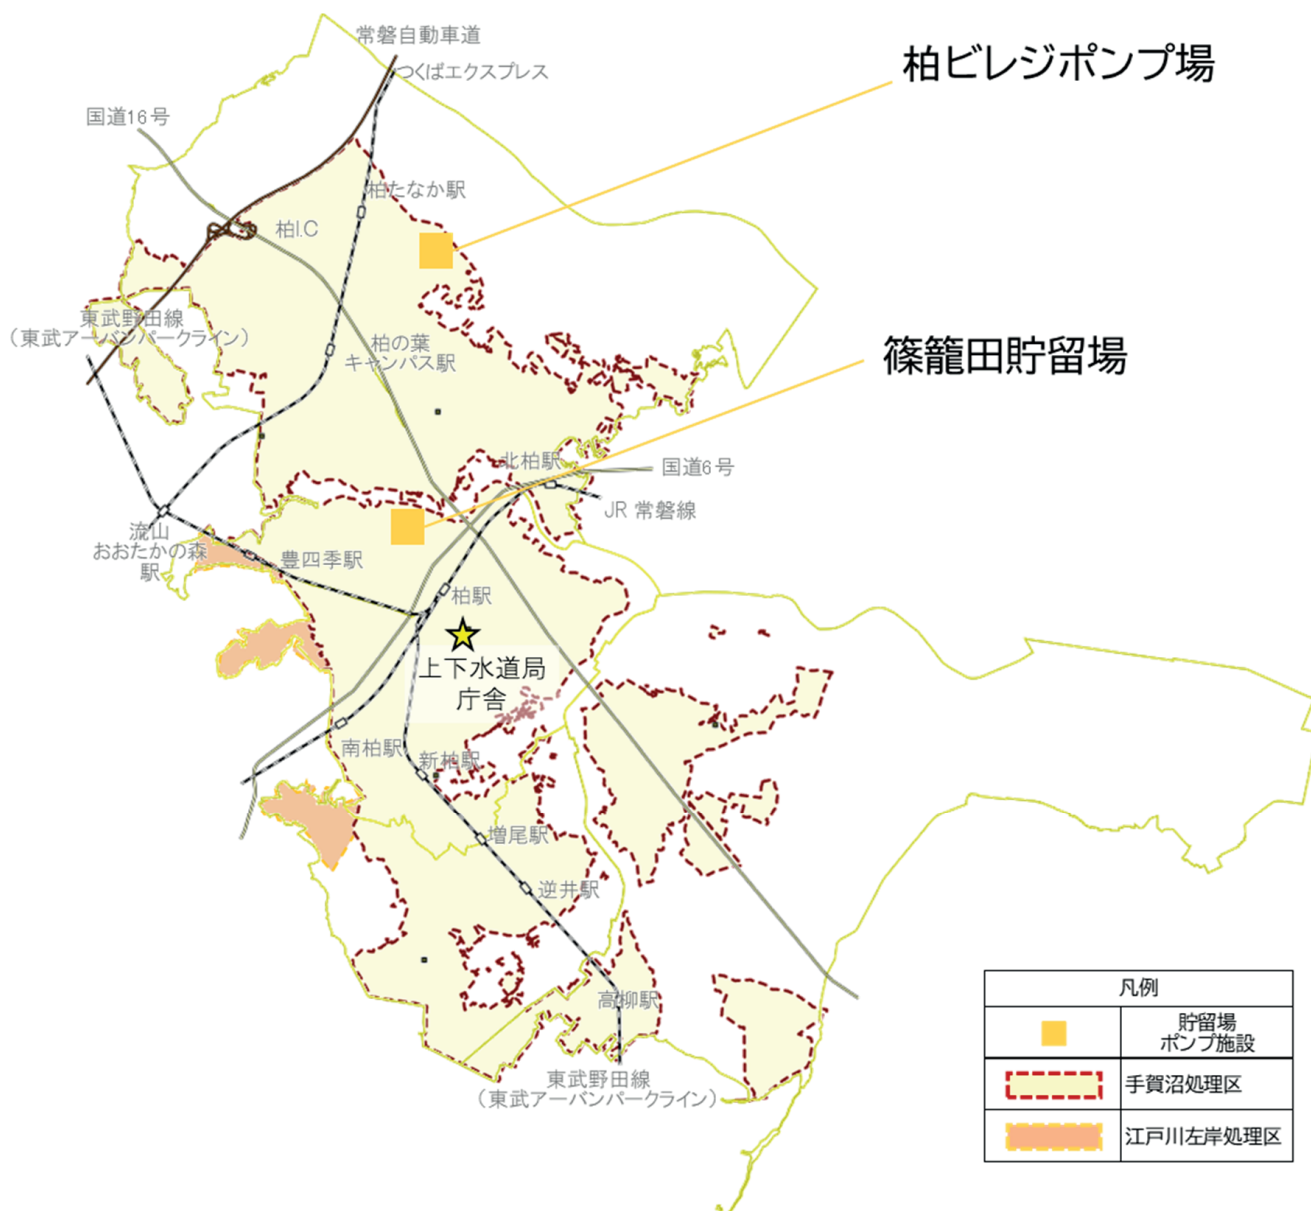 常磐自動車道
つくばエクスプレス
柏ビレジポンプ場
国道16号
柏たなか駅
柏I.C
東武野田線
（東武アーバンパークライン）
柏の葉
キャンパス駅
篠籠田貯留場
北柏駅
国道6号
JR 常磐線
流山
おおたかの森
駅
豊四季駅
柏駅
上下水道局
庁舎
南柏駅
新柏駅
増尾駅
逆井駅
高柳駅
東武野田線
（東武アーバンパークライン）
凡例
貯留場
ポンプ施設
手賀沼処理区
江戸川左岸処理区